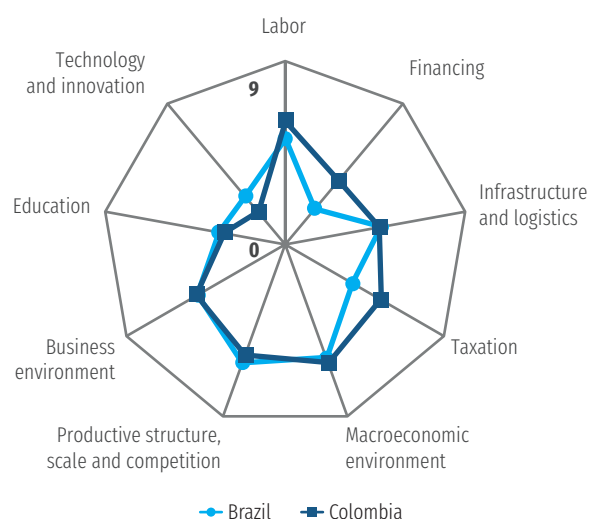 Labor
Technology
and innovation
Financing
9
Education
Infrastructure
and logistics
0
Business
environment
Taxation
Productive structure,
scale and competition
Macroeconomic
environment
Brazil
Colombia